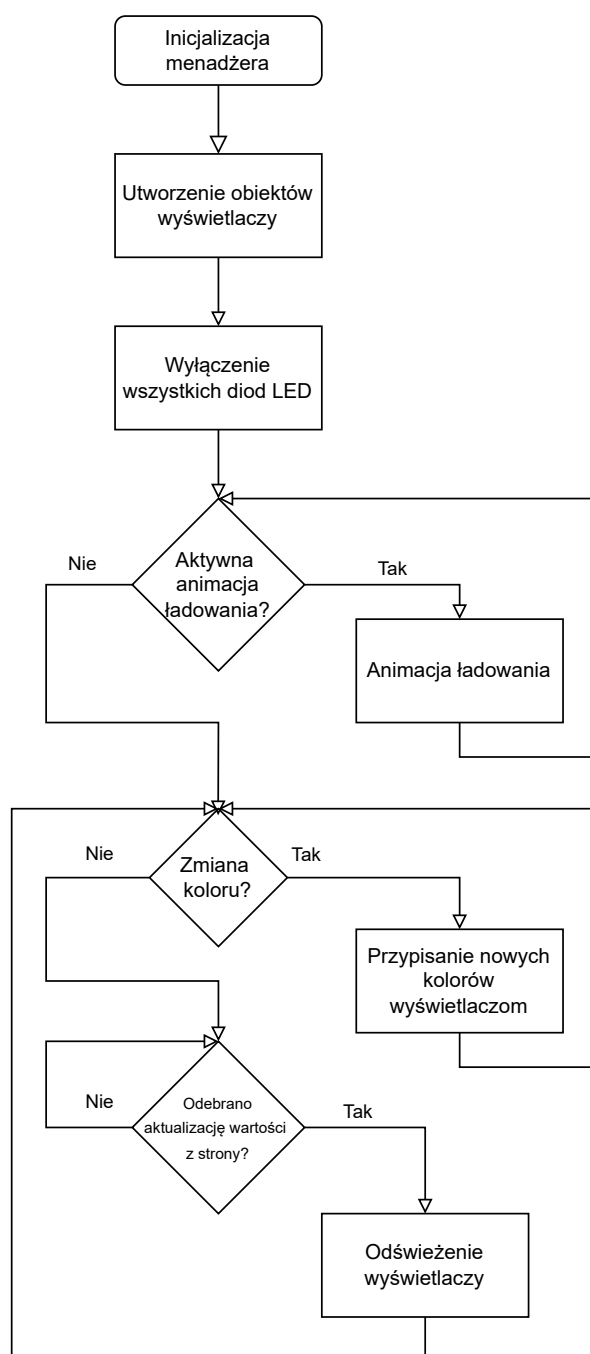 Inicjalizacja
menadżera
Utworzenie obiektów
wyświetlaczy
Wyłączenie
wszystkich diod LED
Nie
Tak
Aktywna
animacja
ładowania?
Animacja ładowania
Nie
Tak
Zmiana
koloru?
Przypisanie nowych
kolorów
wyświetlaczom
Nie
Tak
Odebrano
aktualizację wartości
z strony?
Odświeżenie
wyświetlaczy